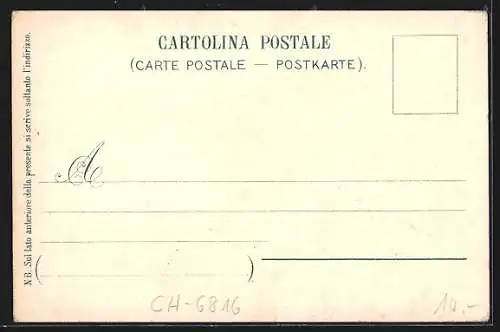 CARTOLINA POSTALE
(CARTE POSTALE — POSTKARTE).
N.B. Sul lato anteriore della presente si scrive soltanto l'indirizzo.
A
( )
CH-6816
10,-